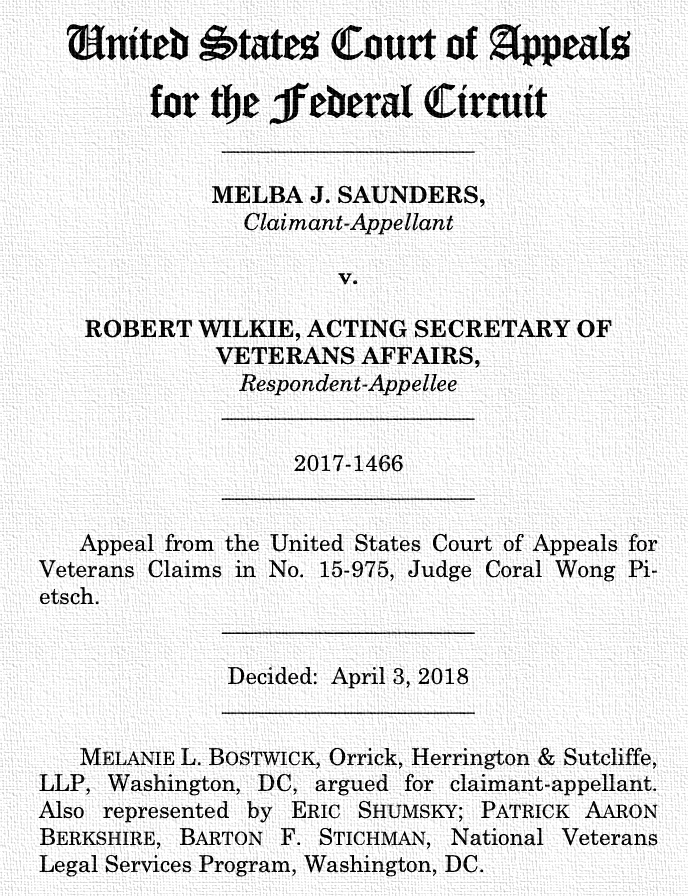 United States Court of Appeals
for the Federal Circuit
MELBA J. SAUNDERS,
Claimant-Appellant
v.
ROBERT WILKIE, ACTING SECRETARY OF
VETERANS AFFAIRS,
Respondent-Appellee
2017-1466
Appeal from the United States Court of Appeals for
Veterans Claims in No. 15-975, Judge Coral Wong Pi-
etsch.
Decided: April 3, 2018
MELANIE L. BOSTWICK, Orrick, Herrington & Sutcliffe,
LLP, Washington, DC, argued for claimant-appellant.
Also represented by ERIC SHUMSKY; PATRICK AARON
BERKSHIRE, BARTON F. STICHMAN, National Veterans
Legal Services Program, Washington, DC.